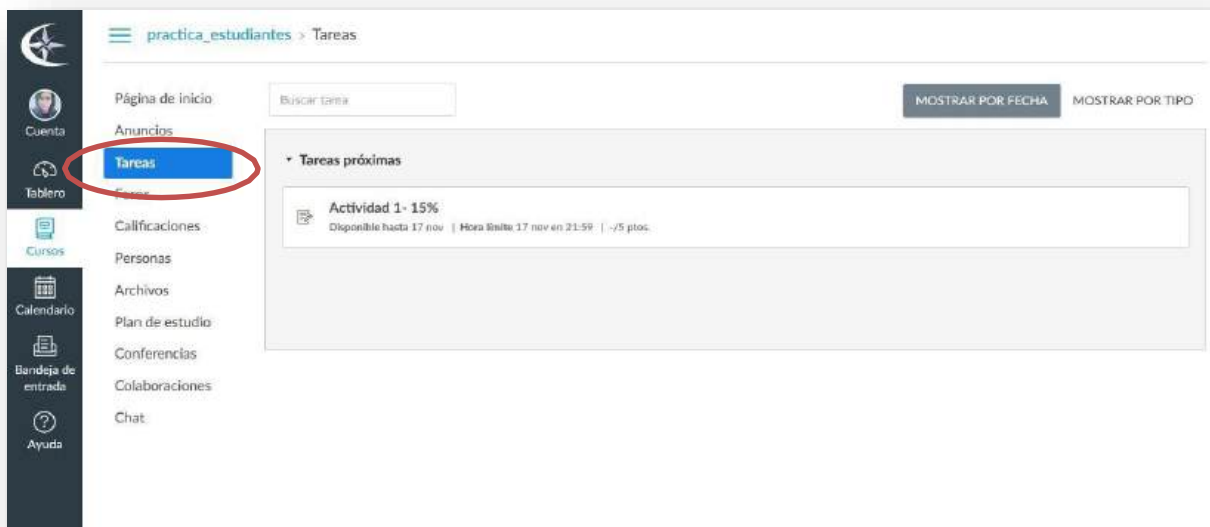 practica_estudiantes > Tareas
Cuenta
Tablero
Cursos
Calendario
Bandeja de
entrada
Ayuda
Página de inicio
Anuncios
Tareas
Foros
Calificaciones
Personas
Archivos
Plan de estudio
Conferencias
Colaboraciones
Chat
Buscar tarea
MOSTRAR POR FECHA
MOSTRAR POR TIPO
Tareas próximas
Actividad 1- 15%
Disponible hasta 17 nov | Hora límite 17 nov en 21:59 | -/5 ptos.